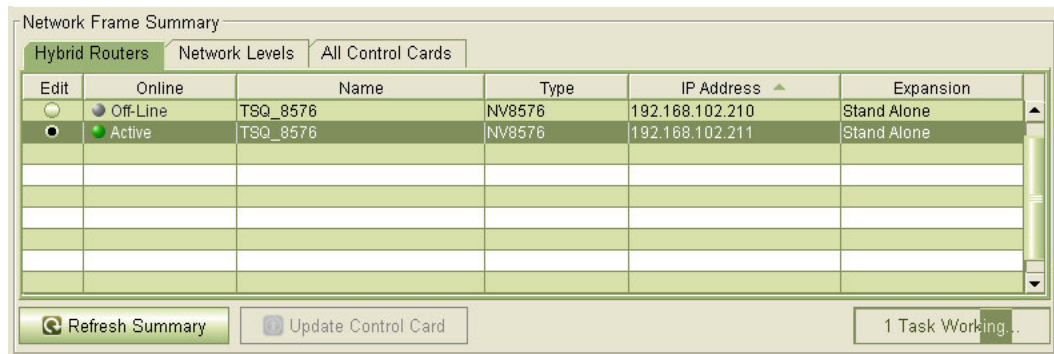 Network Frame Summary
Hybrid Routers Network Levels All Control Cards
Edit Online Name Type IP Address Expansion
Off-Line TSQ_8576 NV8576 192.168.102.210 Stand Alone
Active TSQ_8576 NV8576 192.168.102.211 Stand Alone
Refresh Summary Update Control Card 1 Task Working...